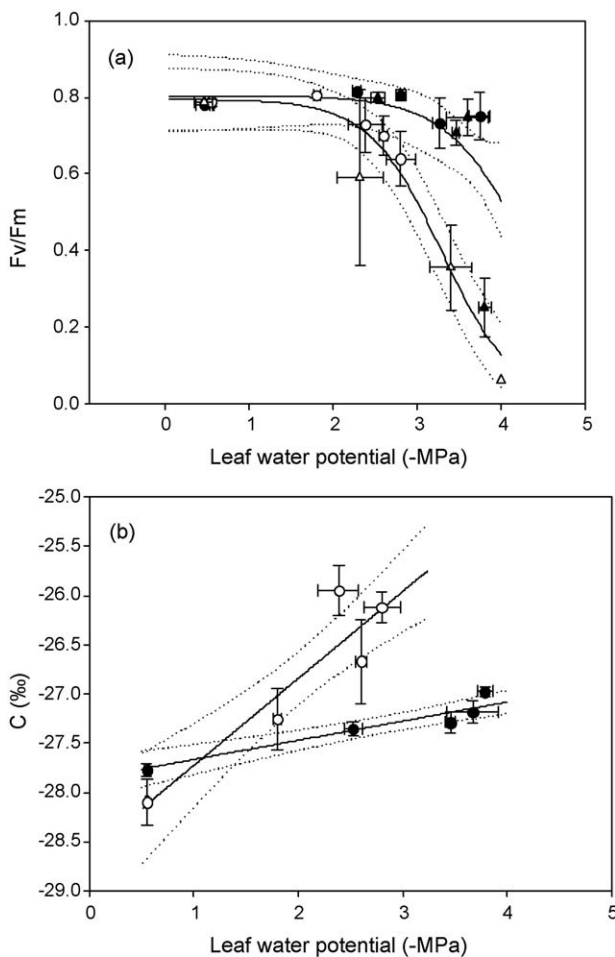 1.0
(a)
0.8
0.6
Fv/Fm
0.4
0.2
0.0
0 1 2 3 4 5
Leaf water potential (-MPa)
-25.0
(b)
-25.5
-26.0
-26.5
-27.0
C (‰)
-27.5
-28.0
-28.5
-29.0
0 1 2 3 4 5
Leaf water potential (-MPa)